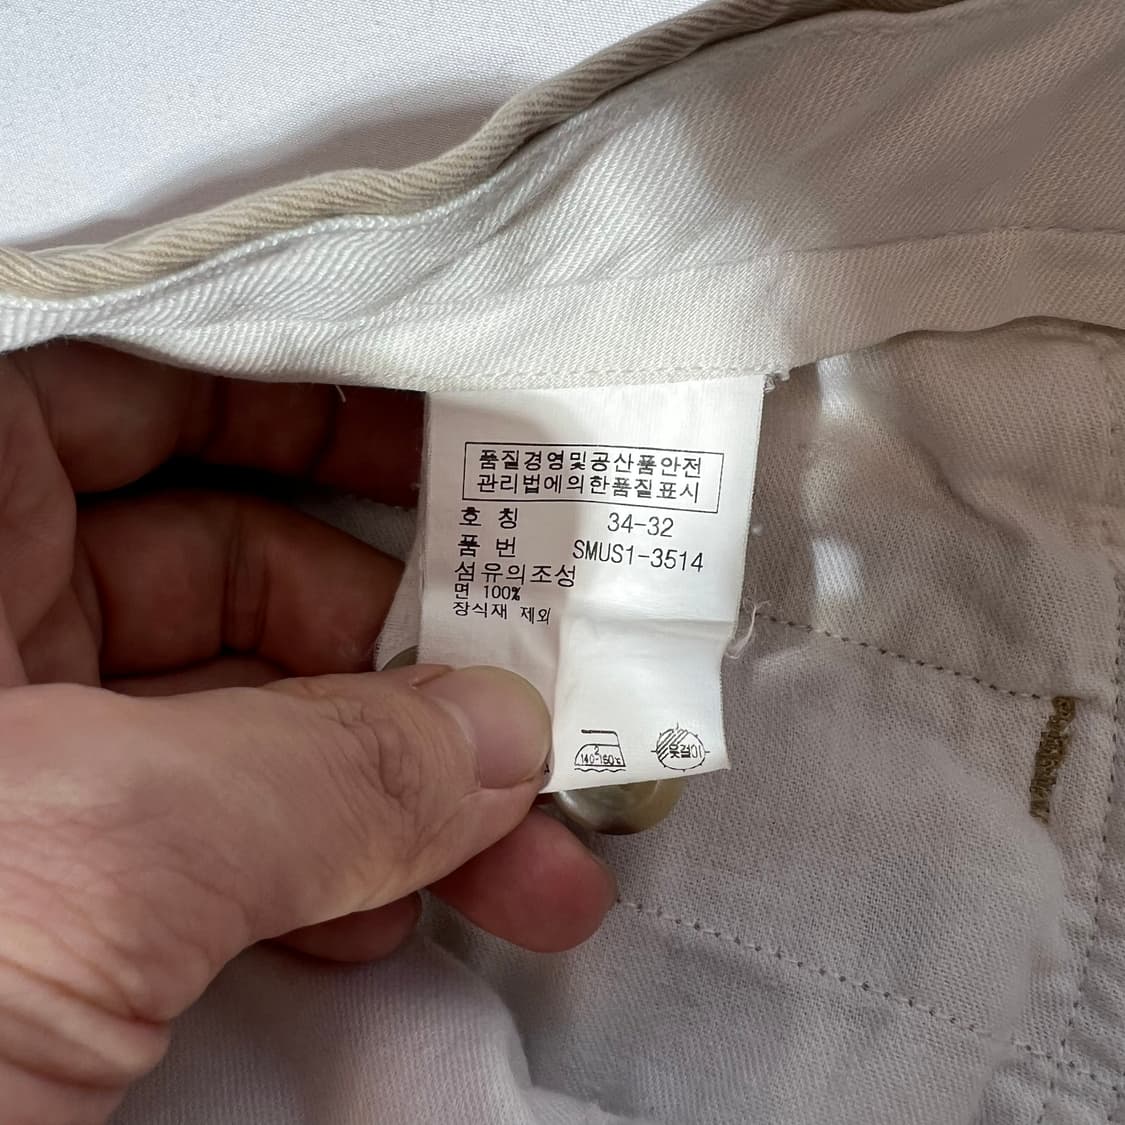 품질경영및공산품안전
관리법에의한품질표시
호 칭 34-32
품 번 SMUS1-3514
섬유의조성
면 100%
장식재 제외
2
140~160℃
옷걸이